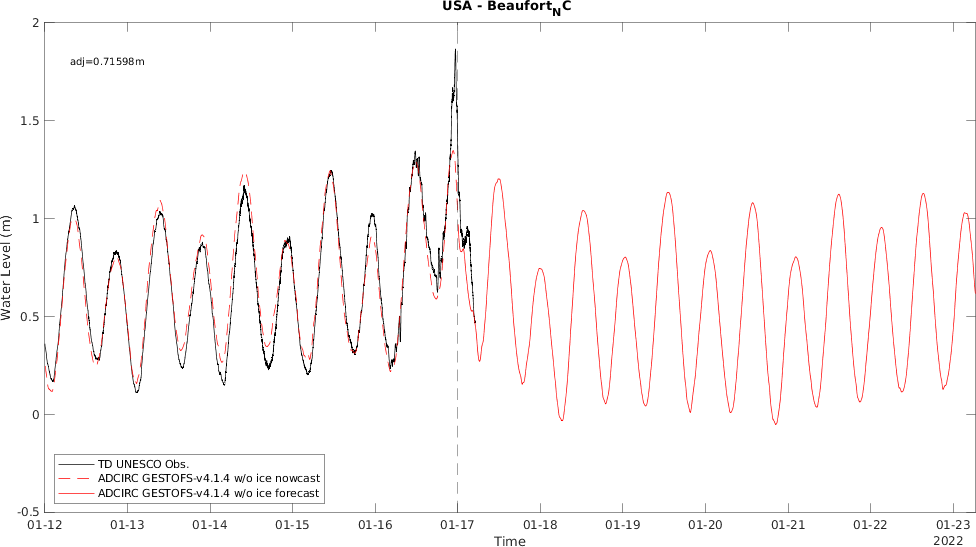 USA - Beaufort_NC
adj=0.71598m
2
1.5
1
0.5
0
-0.5
Water Level (m)
TD UNESCO Obs.
ADCIRC GESTOFS-v4.1.4 w/o ice nowcast
ADCIRC GESTOFS-v4.1.4 w/o ice forecast
01-12 01-13 01-14 01-15 01-16 01-17 01-18 01-19 01-20 01-21 01-22 01-23
Time 2022